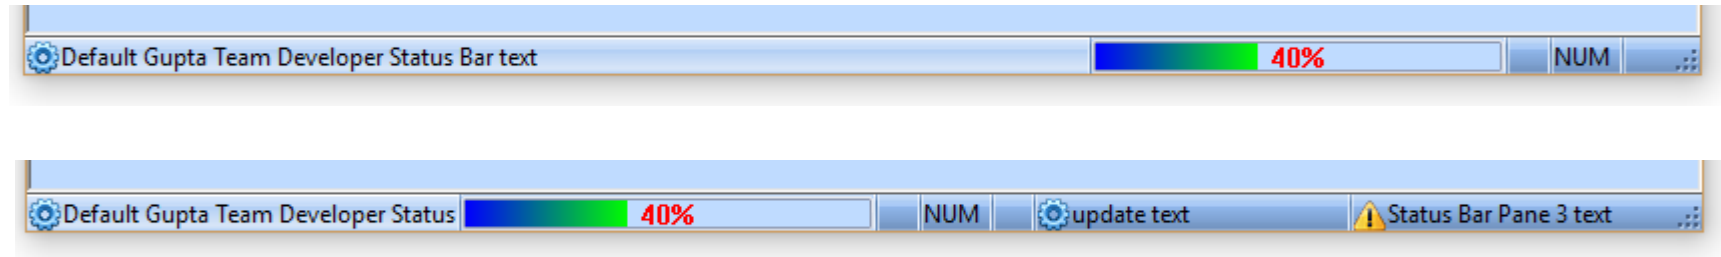 Default Gupta Team Developer Status Bar text 40% NUM
Default Gupta Team Developer Status 40% NUM update text Status Bar Pane 3 text